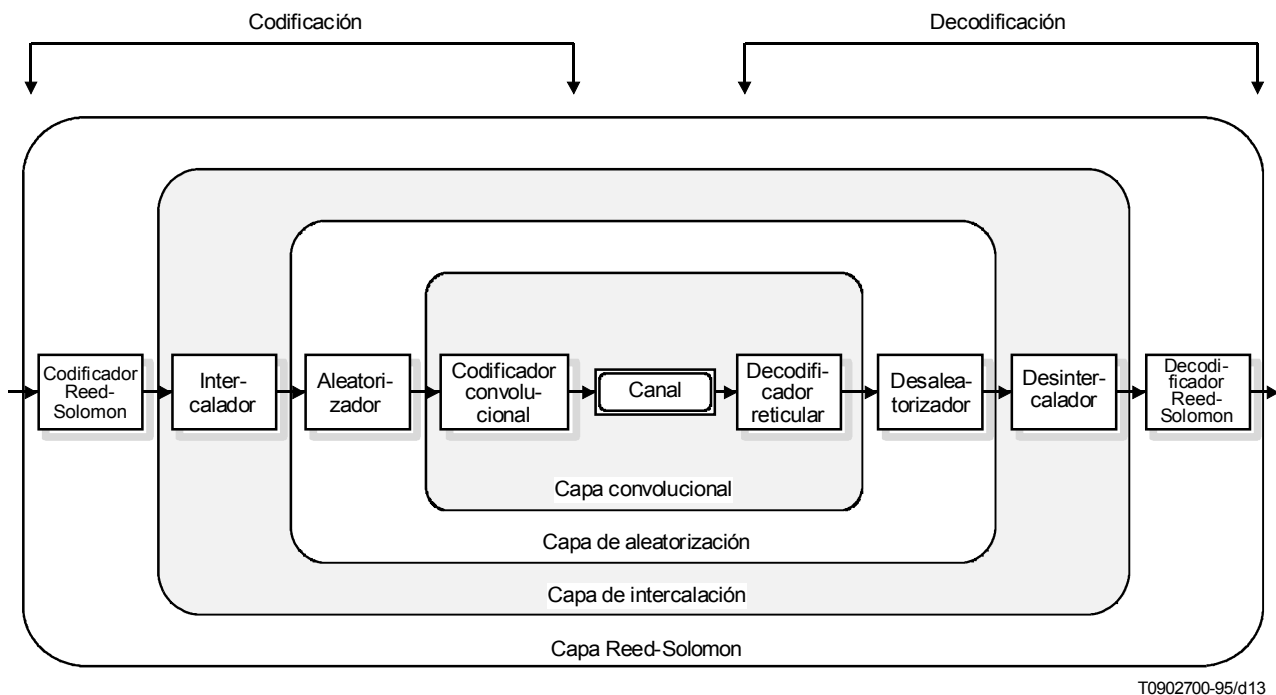 Codificación
Decodificación
Codificador
Reed-
Solomon
Inter-
calador
Aleatori-
zador
Codificador
convolu-
cional
Canal
Decodifi-
cador
reticular
Desalea-
torizador
Desinter-
calador
Decodi-
ficador
Reed-
Solomon
Capa convolucional
Capa de aleatorización
Capa de intercalación
Capa Reed-Solomon
T0902700-95/d13